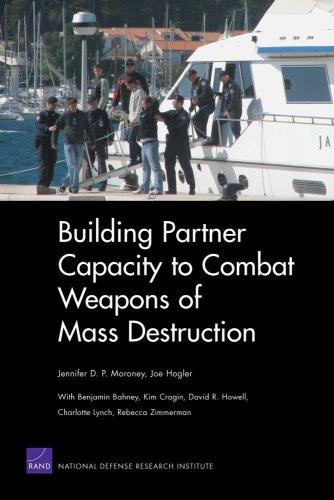 JA
Building Partner
Capacity to Combat
Weapons of
Mass Destruction
Jennifer D. P. Moroney, Joe Hogler
With Benjamin Bahney, Kim Cragin, David R. Howell,
Charlotte Lynch, Rebecca Zimmerman
RAND
NATIONAL DEFENSE RESEARCH INSTITUTE